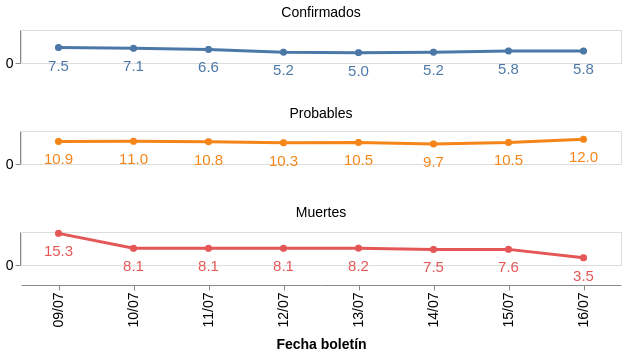 Confirmados
0
7.5 7.1 6.6 5.2 5.0 5.2 5.8 5.8
Probables
0
10.9 11.0 10.8 10.3 10.5 9.7 10.5 12.0
Muertes
0
15.3 8.1 8.1 8.1 8.2 7.5 7.6 3.5
09/07 10/07 11/07 12/07 13/07 14/07 15/07 16/07
Fecha boletín